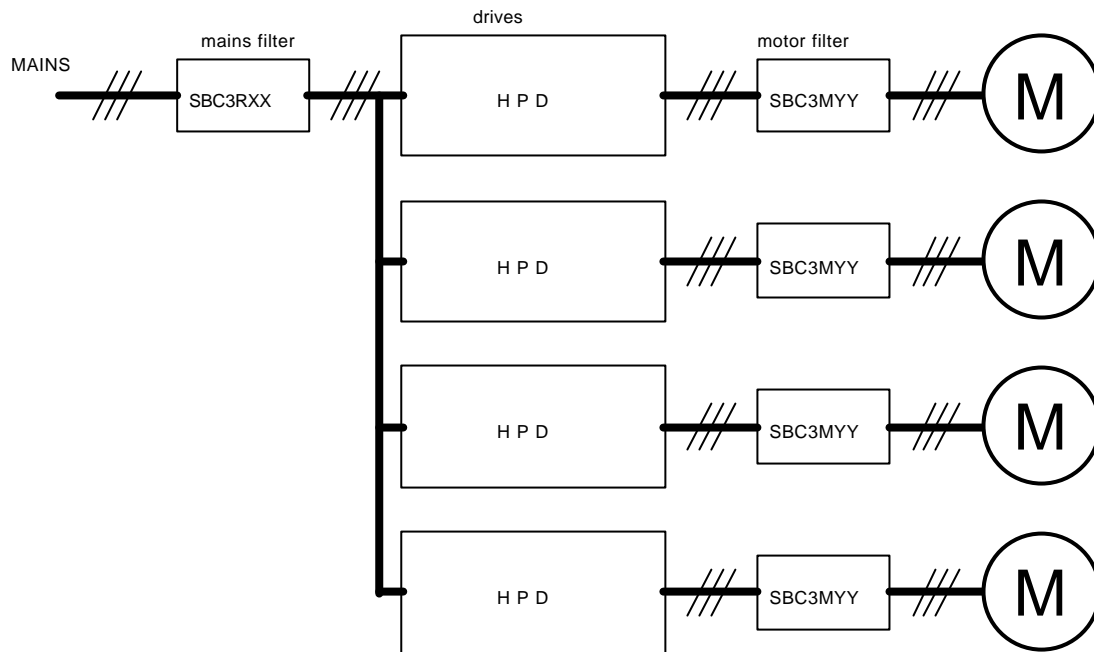 drives
mains filter
motor filter
MAINS
SBC3RXX
H P D
SBC3MYY
M
H P D
SBC3MYY
M
H P D
SBC3MYY
M
H P D
SBC3MYY
M